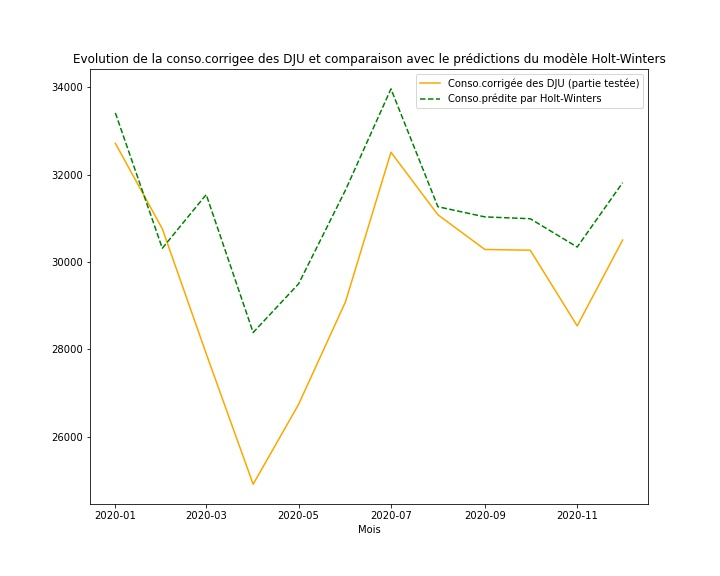 Evolution de la conso.corrigee des DJU et comparaison avec le prédictions du modèle Holt-Winters
Conso.corrigée des DJU (partie testée)
Conso.prédite par Holt-Winters
34000
32000
30000
28000
26000
2020-01 2020-03 2020-05 2020-07 2020-09 2020-11
Mois